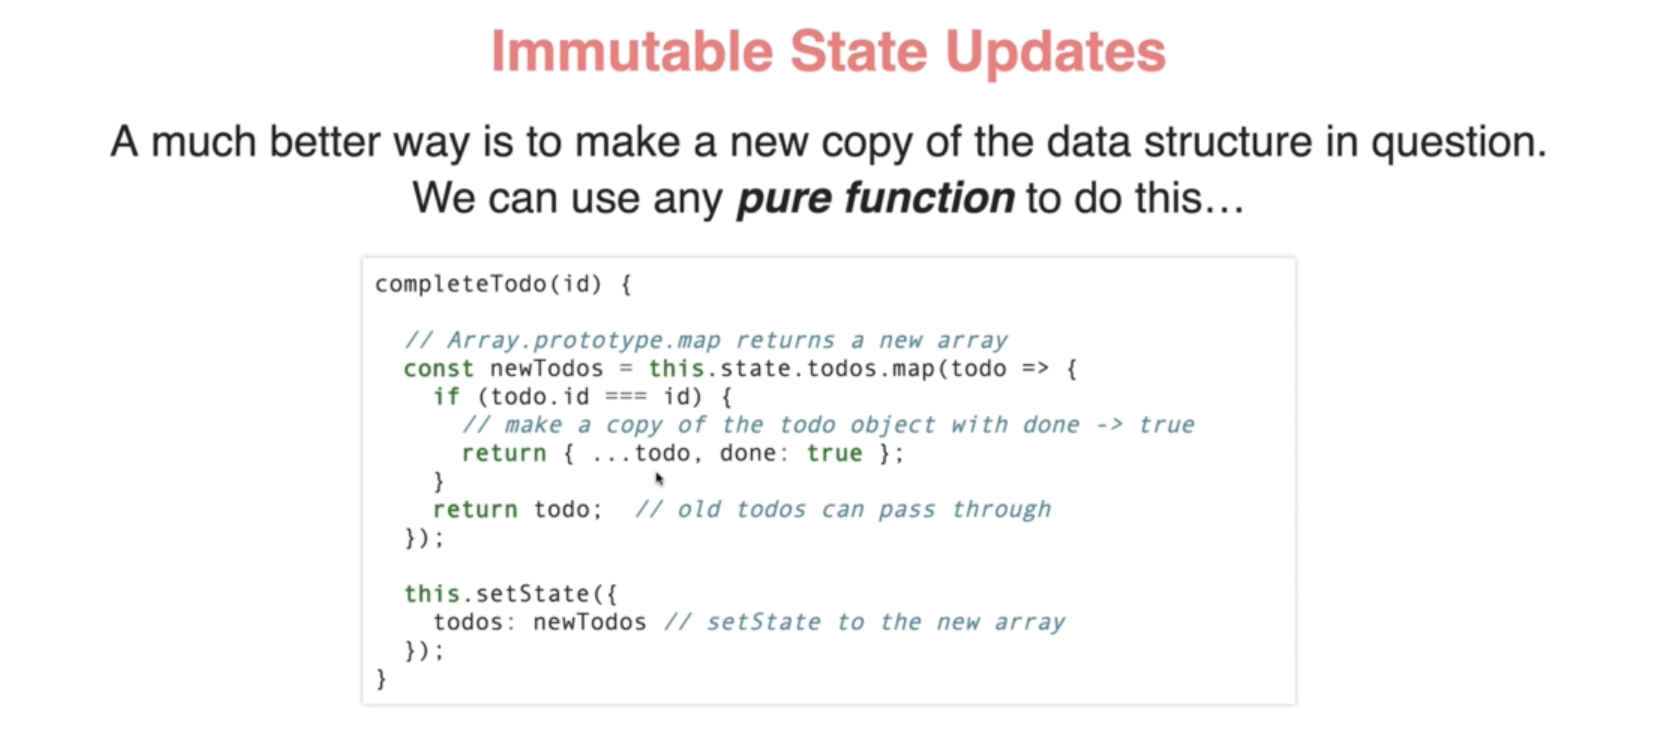 Immutable State Updates
A much better way is to make a new copy of the data structure in question.
We can use any pure function to do this...
completeTodo(id) {
// Array.prototype.map returns a new array
const newTodos = this.state.todos.map(todo => {
if (todo.id === id) {
// make a copy of the todo object with done -> true
return { ...todo, done: true };
}
return todo; // old todos can pass through
});
this.setState({
todos: newTodos // setState to the new array
});
}